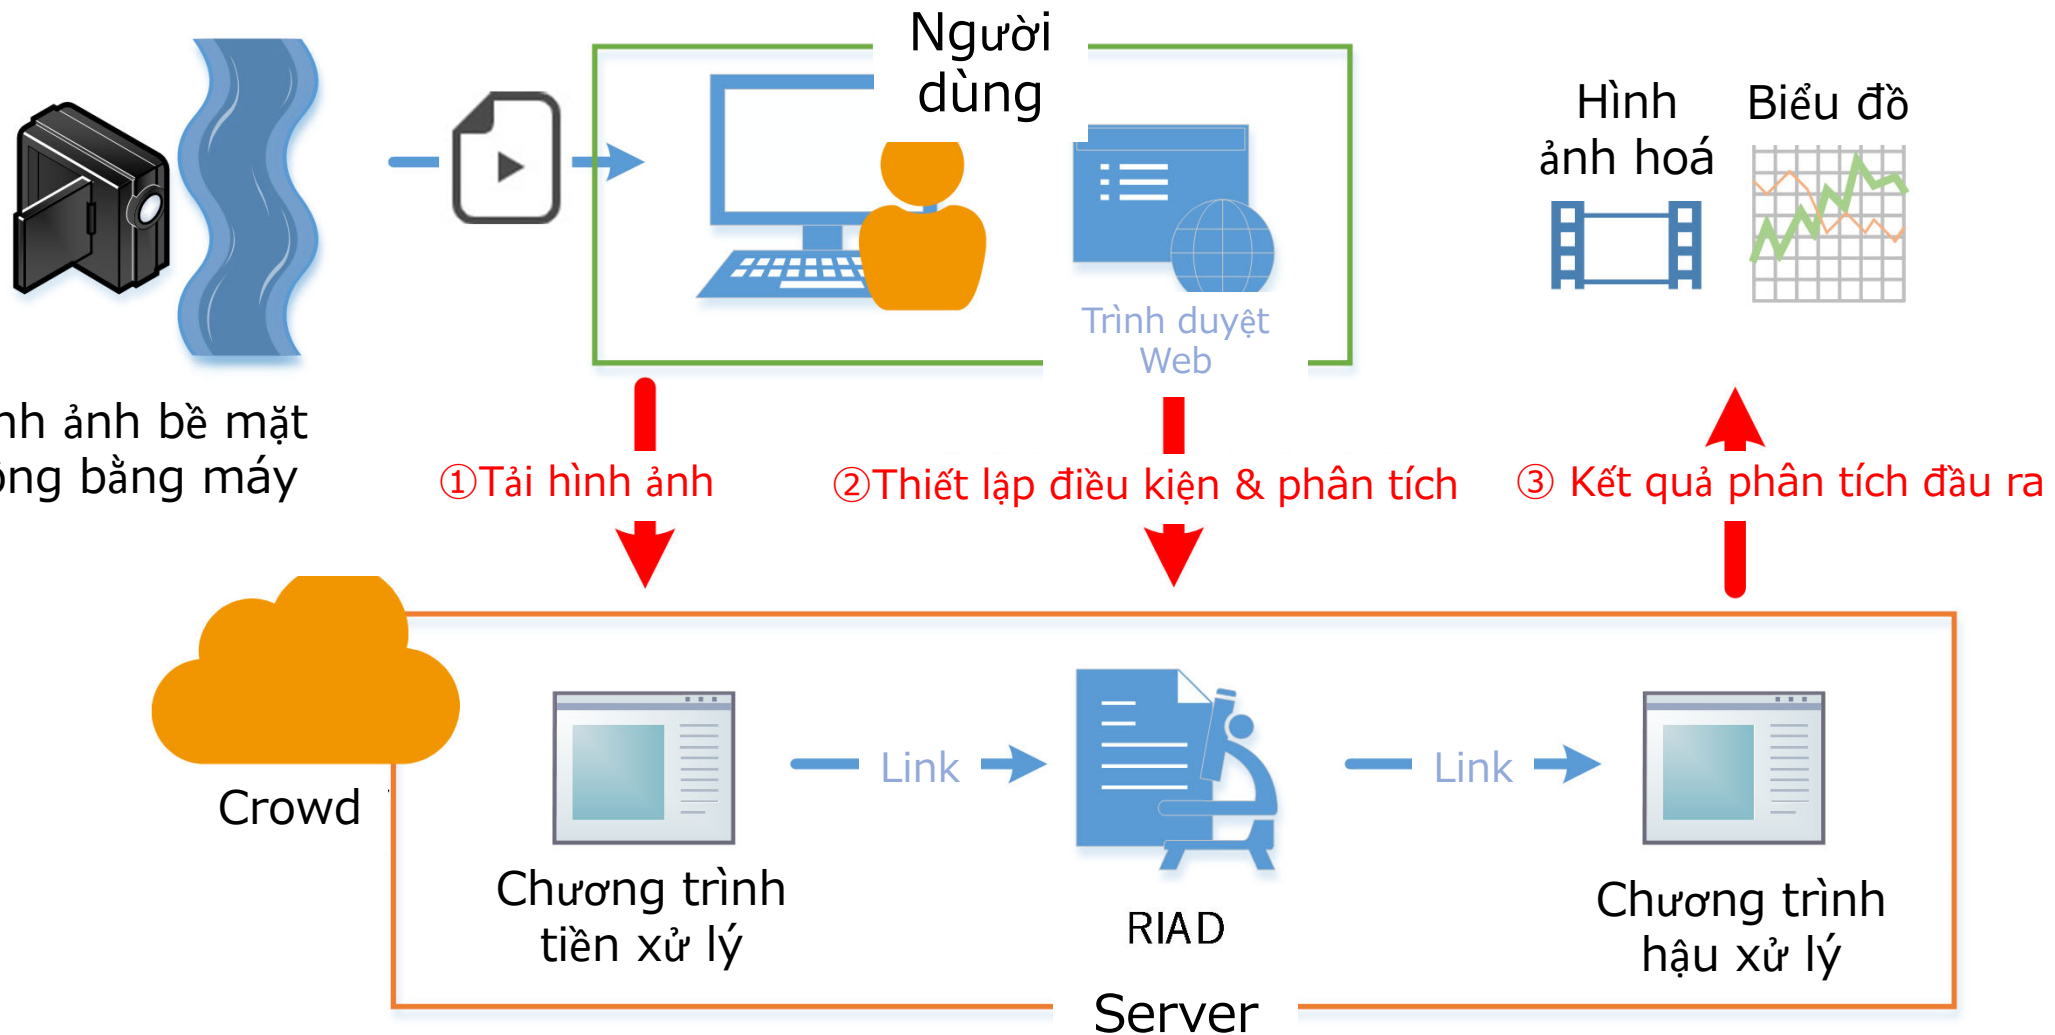 Người
dùng
Hình
ảnh hoá
Biểu đồ
Trình duyệt
Web
ảnh bề mặt
bằng máy
①Tải hình ảnh
②Thiết lập điều kiện & phân tích
③ Kết quả phân tích đầu ra
Crowd
Link
Link
Chương trình
tiền xử lý
RIAD
Chương trình
hậu xử lý
Server